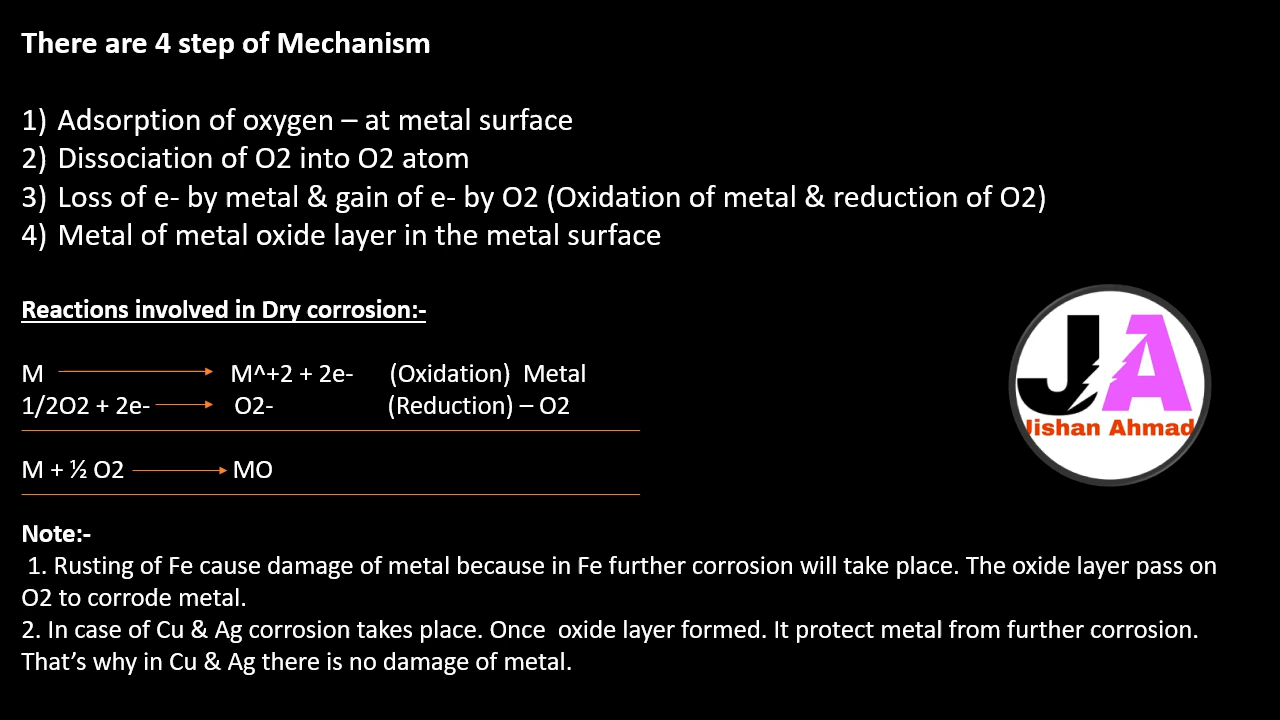 There are 4 step of Mechanism
1) Adsorption of oxygen – at metal surface
2) Dissociation of O2 into O2 atom
3) Loss of e- by metal & gain of e- by O2 (Oxidation of metal & reduction of O2)
4) Metal of metal oxide layer in the metal surface
Reactions involved in Dry corrosion:-
M → M^+2 + 2e- (Oxidation) Metal
1/2O2 + 2e- → O2- (Reduction) – O2
M + ½ O2 → MO
JA
Jishan Ahmad
Note:-
1. Rusting of Fe cause damage of metal because in Fe further corrosion will take place. The oxide layer pass on
O2 to corrode metal.
2. In case of Cu & Ag corrosion takes place. Once oxide layer formed. It protect metal from further corrosion.
That’s why in Cu & Ag there is no damage of metal.